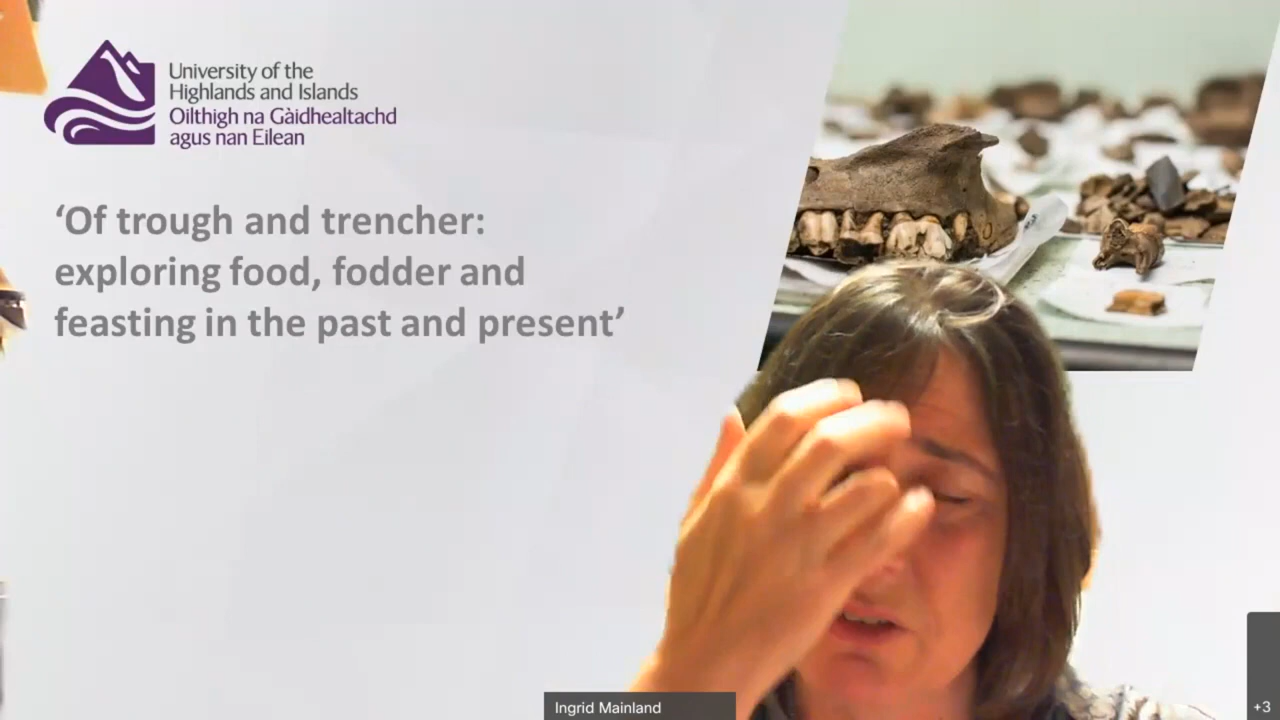 University of the
Highlands and Islands
Oilthigh na Gàidhealtachd
agus nan Eilean
‘Of trough and trencher:
exploring food, fodder and
feasting in the past and present’
Ingrid Mainland
+3